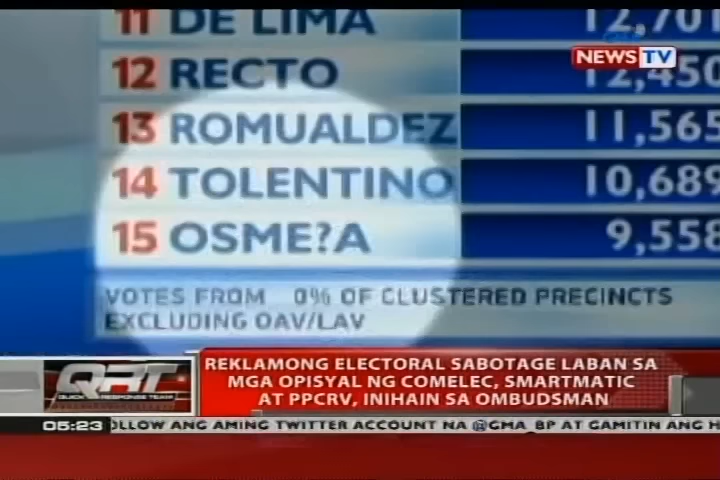 11 DE LIMA 12,701
12 RECTO 12,450
NEWS TV
13 ROMUALDEZ 11,565
14 TOLENTINO 10,689
15 OSME?A 9,558
VOTES FROM 0% OF CLUSTERED PRECINCTS
EXCLUDING OAV/LAV
QRT
QUICK RESPONSE TEAM
REKLAMONG ELECTORAL SABOTAGE LABAN SA
MGA OPISYAL NG COMELEC, SMARTMATIC
AT PPCRV, INIHAIN SA OMBUDSMAN
05:23 OLLOW ANG AMING TWITTER ACCOUNT NA @GMA_BP AT GAMITIN ANG H